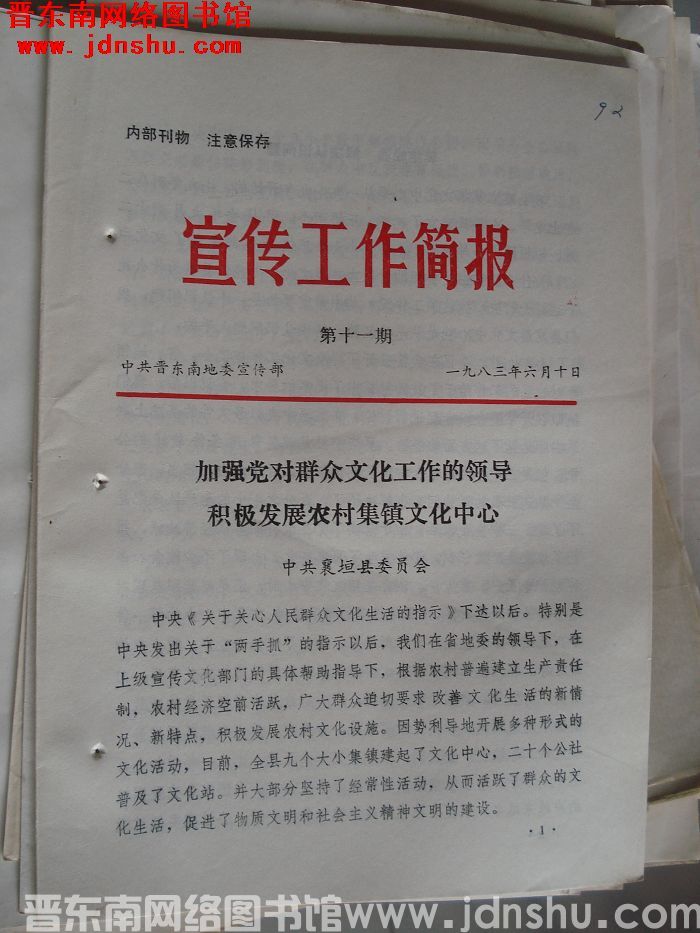 晋东南网络图书馆
www.jdnshu.com
92
内部刊物 注意保存
宣传工作简报
第十一期
中共晋东南地委宣传部 一九八三年六月十日
加强党对群众文化工作的领导
积极发展农村集镇文化中心
中共襄垣县委员会
中央《关于关心人民群众文化生活的指示》下达以后。特别是
中央发出关于“两手抓”的指示以后，我们在省地委的领导下，在
上级宣传文化部门的具体帮助指导下，根据农村普遍建立生产责任
制，农村经济空前活跃，广大群众迫切要求改善文化生活的新情
况、新特点，积极发展农村文化设施。因势利导地开展多种形式的
文化活动，目前，全县九个大小集镇建起了文化中心，二十个公社
普及了文化站。并大部分坚持了经常性活动，从而活跃了群众的文
化生活，促进了物质文明和社会主义精神文明的建设。
·1·
晋东南网络图书馆www.jdnshu.com